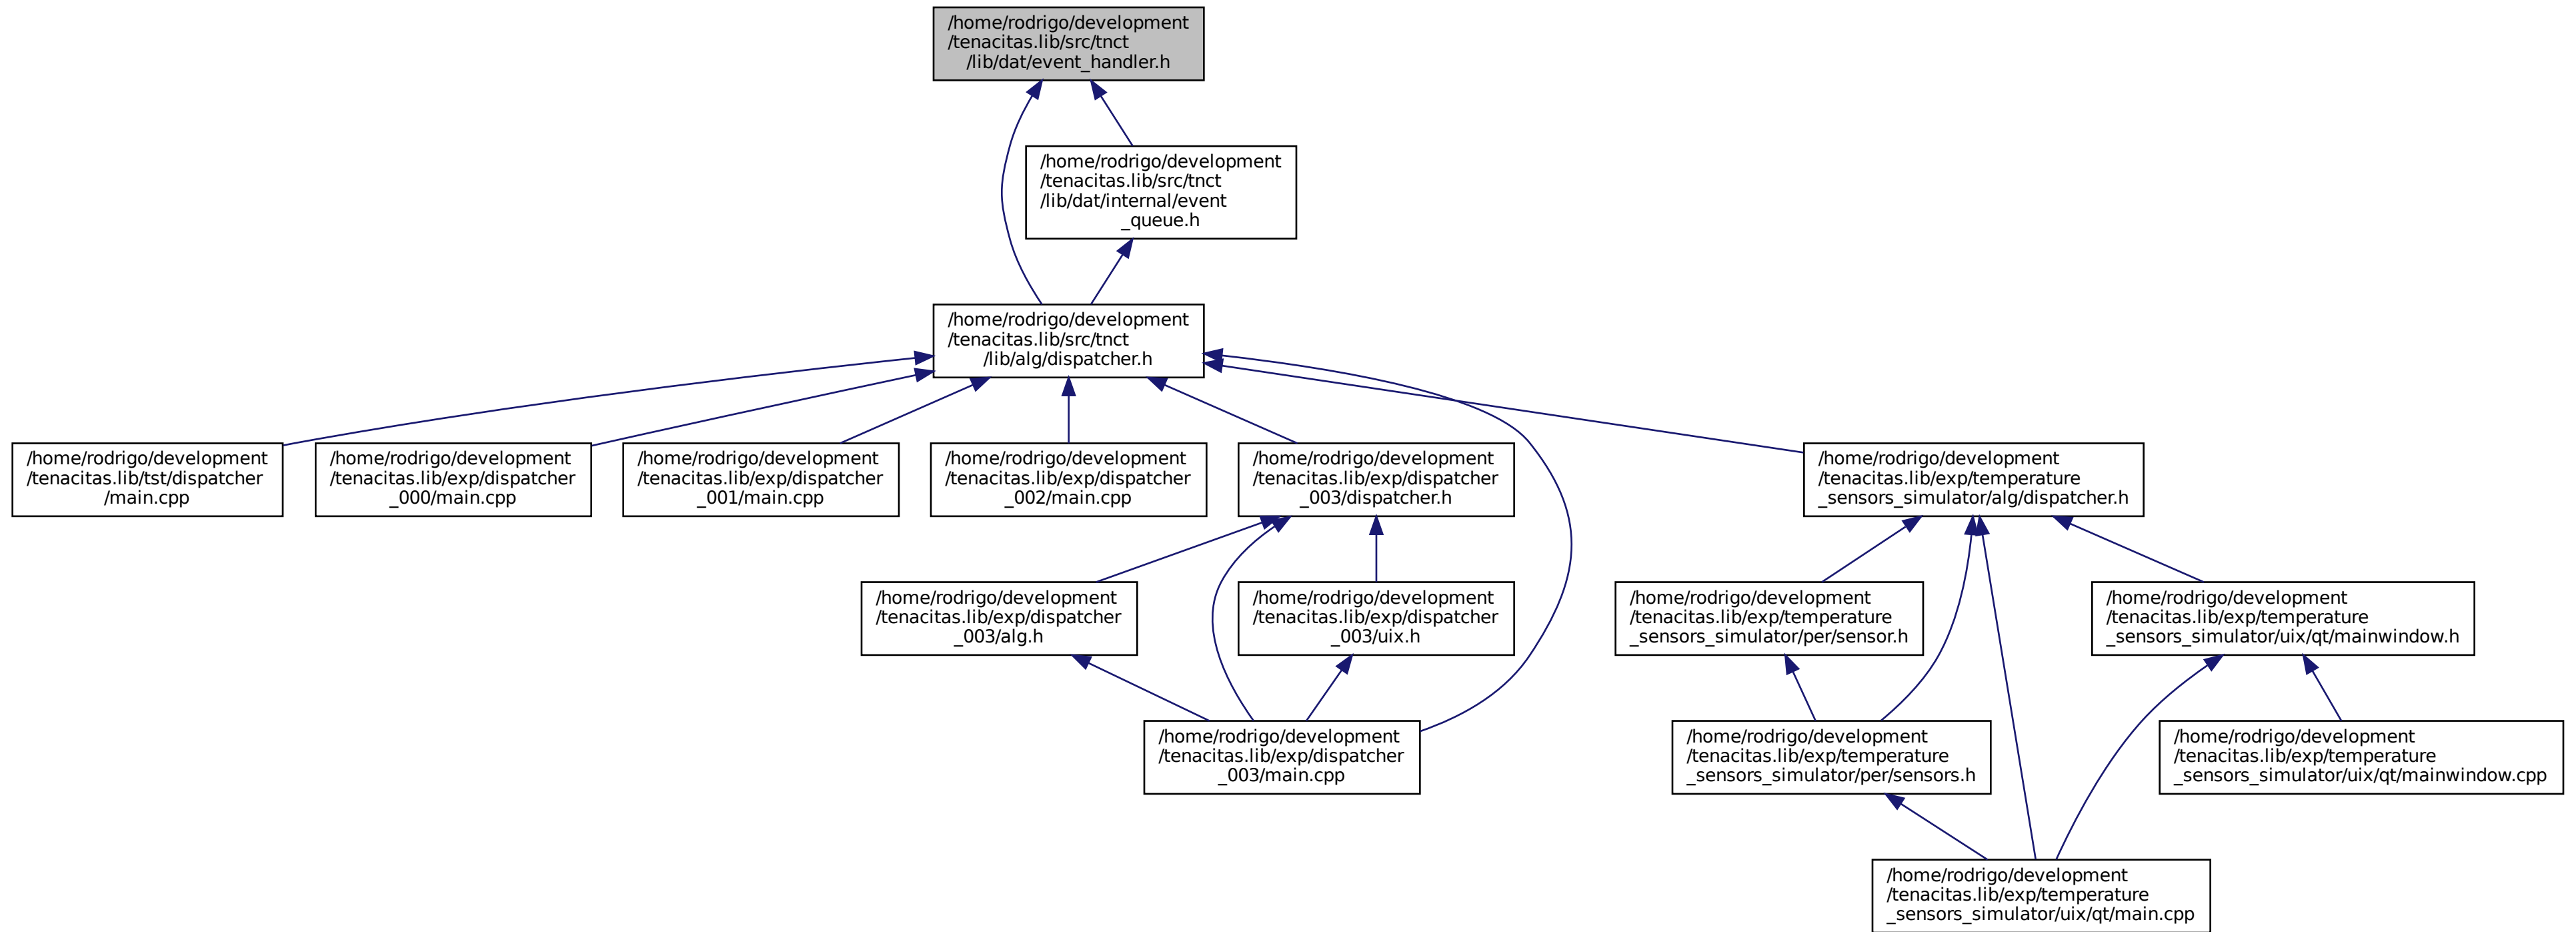 /home/rodrigo/development
/tenacitas.lib/src/tnct
/lib/dat/event_handler.h
/home/rodrigo/development
/tenacitas.lib/src/tnct
/lib/dat/internal/event
_queue.h
/home/rodrigo/development
/tenacitas.lib/src/tnct
/lib/alg/dispatcher.h
/home/rodrigo/development
/tenacitas.lib/tst/dispatcher
/main.cpp
/home/rodrigo/development
/tenacitas.lib/exp/dispatcher
_000/main.cpp
/home/rodrigo/development
/tenacitas.lib/exp/dispatcher
_001/main.cpp
/home/rodrigo/development
/tenacitas.lib/exp/dispatcher
_002/main.cpp
/home/rodrigo/development
/tenacitas.lib/exp/dispatcher
_003/dispatcher.h
/home/rodrigo/development
/tenacitas.lib/exp/temperature
_sensors_simulator/alg/dispatcher.h
/home/rodrigo/development
/tenacitas.lib/exp/dispatcher
_003/alg.h
/home/rodrigo/development
/tenacitas.lib/exp/dispatcher
_003/uix.h
/home/rodrigo/development
/tenacitas.lib/exp/temperature
_sensors_simulator/per/sensor.h
/home/rodrigo/development
/tenacitas.lib/exp/temperature
_sensors_simulator/uix/qt/mainwindow.h
/home/rodrigo/development
/tenacitas.lib/exp/dispatcher
_003/main.cpp
/home/rodrigo/development
/tenacitas.lib/exp/temperature
_sensors_simulator/per/sensors.h
/home/rodrigo/development
/tenacitas.lib/exp/temperature
_sensors_simulator/uix/qt/mainwindow.cpp
/home/rodrigo/development
/tenacitas.lib/exp/temperature
_sensors_simulator/uix/qt/main.cpp